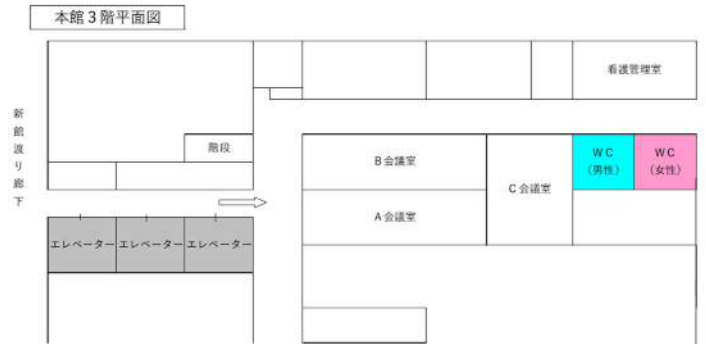 本館３階平面図
看護管理室
新館渡り廊下
階段
B会議室
C会議室
WC
(男性)
WC
(女性)
A会議室
エレベーター
エレベーター
エレベーター